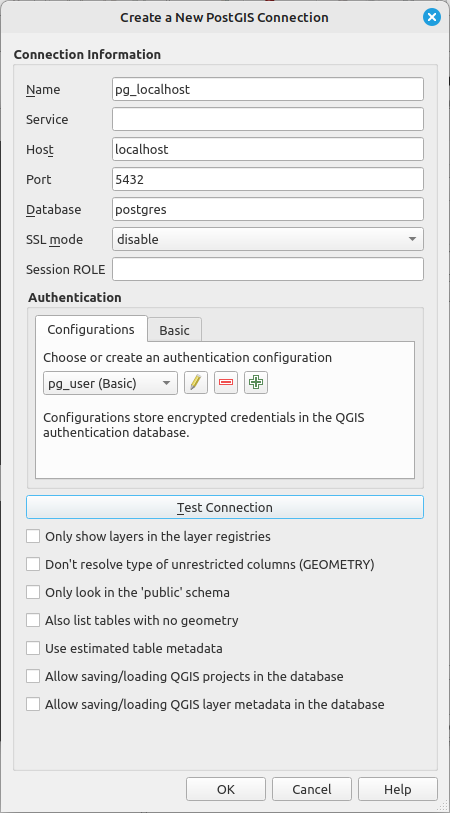 Create a New PostGIS Connection
Connection Information
Name pg_localhost
Service
Host localhost
Port 5432
Database postgres
SSL mode disable
Session ROLE
Authentication
Configurations Basic
Choose or create an authentication configuration
pg_user (Basic)
Configurations store encrypted credentials in the QGIS
authentication database.
Test Connection
Only show layers in the layer registries
Don't resolve type of unrestricted columns (GEOMETRY)
Only look in the 'public' schema
Also list tables with no geometry
Use estimated table metadata
Allow saving/loading QGIS projects in the database
Allow saving/loading QGIS layer metadata in the database
OK Cancel Help